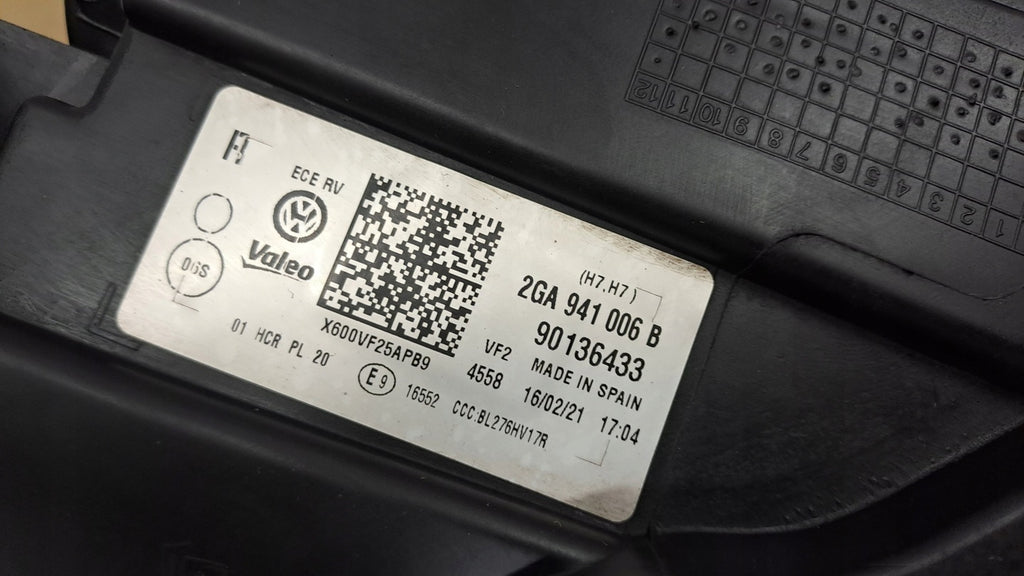 12 11 10 9 8 7 6 5 4 3 2 1
ECE RV
Valeo
06S
(H7.H7)
2GA 941 006 B
90136433
MADE IN SPAIN
16/02/21 17:04
VF2
4558
X600VF25APB9
01 HCR PL 20
E9 16552 CCC:BL276HV17R